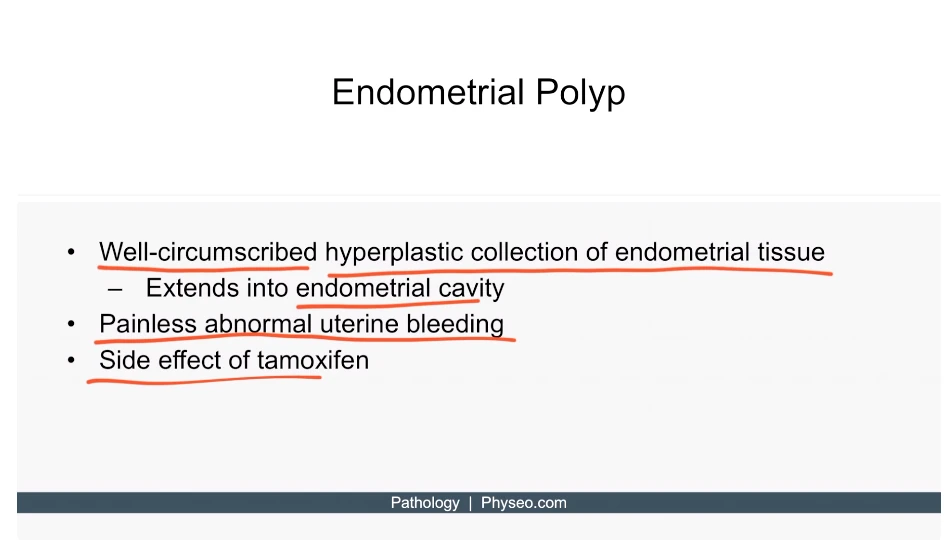 Endometrial Polyp
• Well-circumscribed hyperplastic collection of endometrial tissue
– Extends into endometrial cavity
• Painless abnormal uterine bleeding
• Side effect of tamoxifen
Pathology | Physeo.com